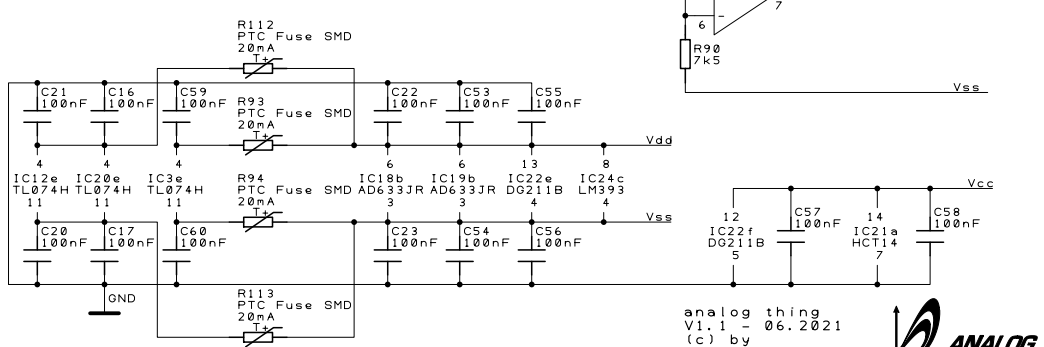 7
6
R90
7k5
Vss
R112
PTC Fuse SMD
20mA
T+
C21
100nF
C16
100nF
C59
100nF
R93
PTC Fuse SMD
20mA
T+
C22
100nF
C53
100nF
C55
100nF
Vdd
4
4
4
6
6
13
8
IC12e
TL074H
IC20e
TL074H
IC3e
TL074H
R94
PTC Fuse SMD
20mA
T+
IC18b
AD633JR
IC19b
AD633JR
IC22e
DG211B
IC24c
LM393
11
11
11
3
3
4
4
Vss
C20
100nF
C17
100nF
C60
100nF
C23
100nF
C54
100nF
C56
100nF
GND
R113
PTC Fuse SMD
20mA
T+
Vcc
12
IC22f
DG211B
5
C57
100nF
14
IC21a
HCT14
7
C58
100nF
analog thing
V1.1 - 06.2021
(c) by
ANALOG